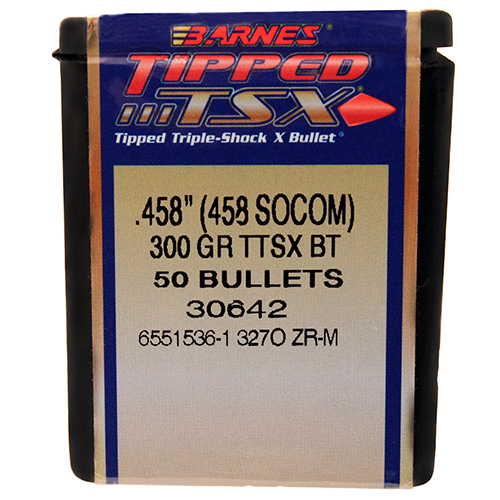 BARNES
TIPPED
TSX
Tipped Triple-Shock X Bullet®
.458" (458 SOCOM)
300 GR TTSX BT
50 BULLETS
30642
6551536-1 327O ZR-M